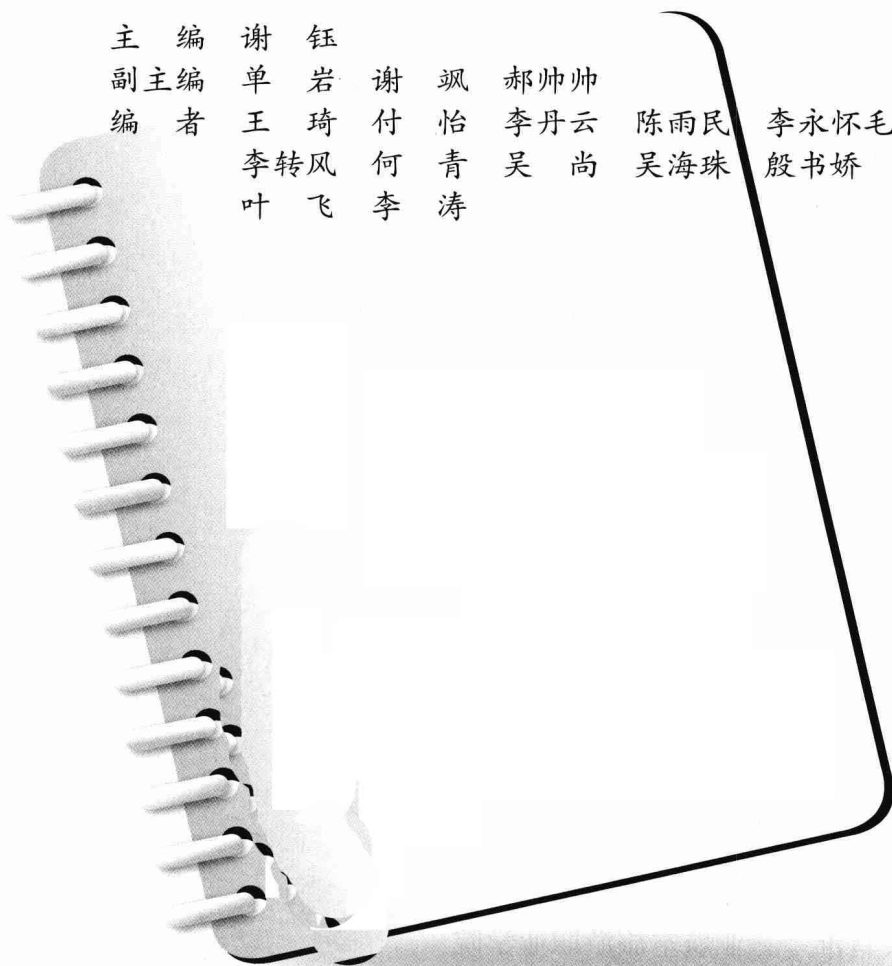 主　编　谢　钰
副主编　单　岩　谢　飒　郝帅帅
编　者　王　琦　付　怡　李丹云　陈雨民　李永怀毛
李转风　何　青　吴　尚　吴海珠　殷书娇
叶　飞　李　涛